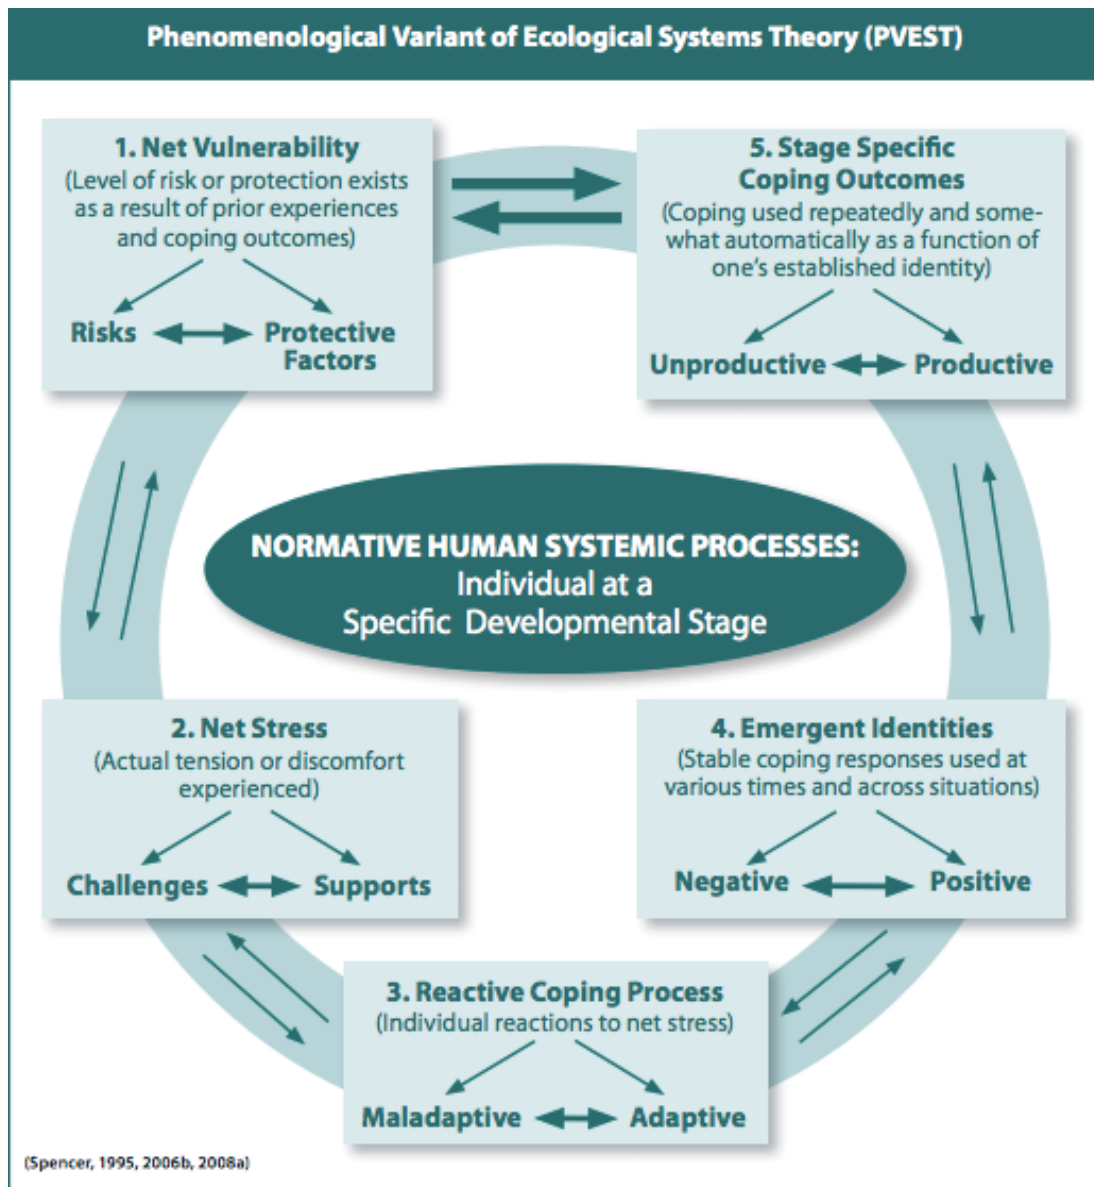 Phenomenological Variant of Ecological Systems Theory (PVEST)
1. Net Vulnerability
(Level of risk or protection exists
as a result of prior experiences
and coping outcomes)
Risks
Protective
Factors
5. Stage Specific
Coping Outcomes
(Coping used repeatedly and some-
what automatically as a function of
one's established identity)
Unproductive
Productive
NORMATIVE HUMAN SYSTEMIC PROCESSES:
Individual at a
Specific Developmental Stage
2. Net Stress
(Actual tension or discomfort
experienced)
Challenges
Supports
4. Emergent Identities
(Stable coping responses used at
various times and across situations)
Negative
Positive
3. Reactive Coping Process
(Individual reactions to net stress)
Maladaptive
Adaptive
(Spencer, 1995, 2006b, 2008a)